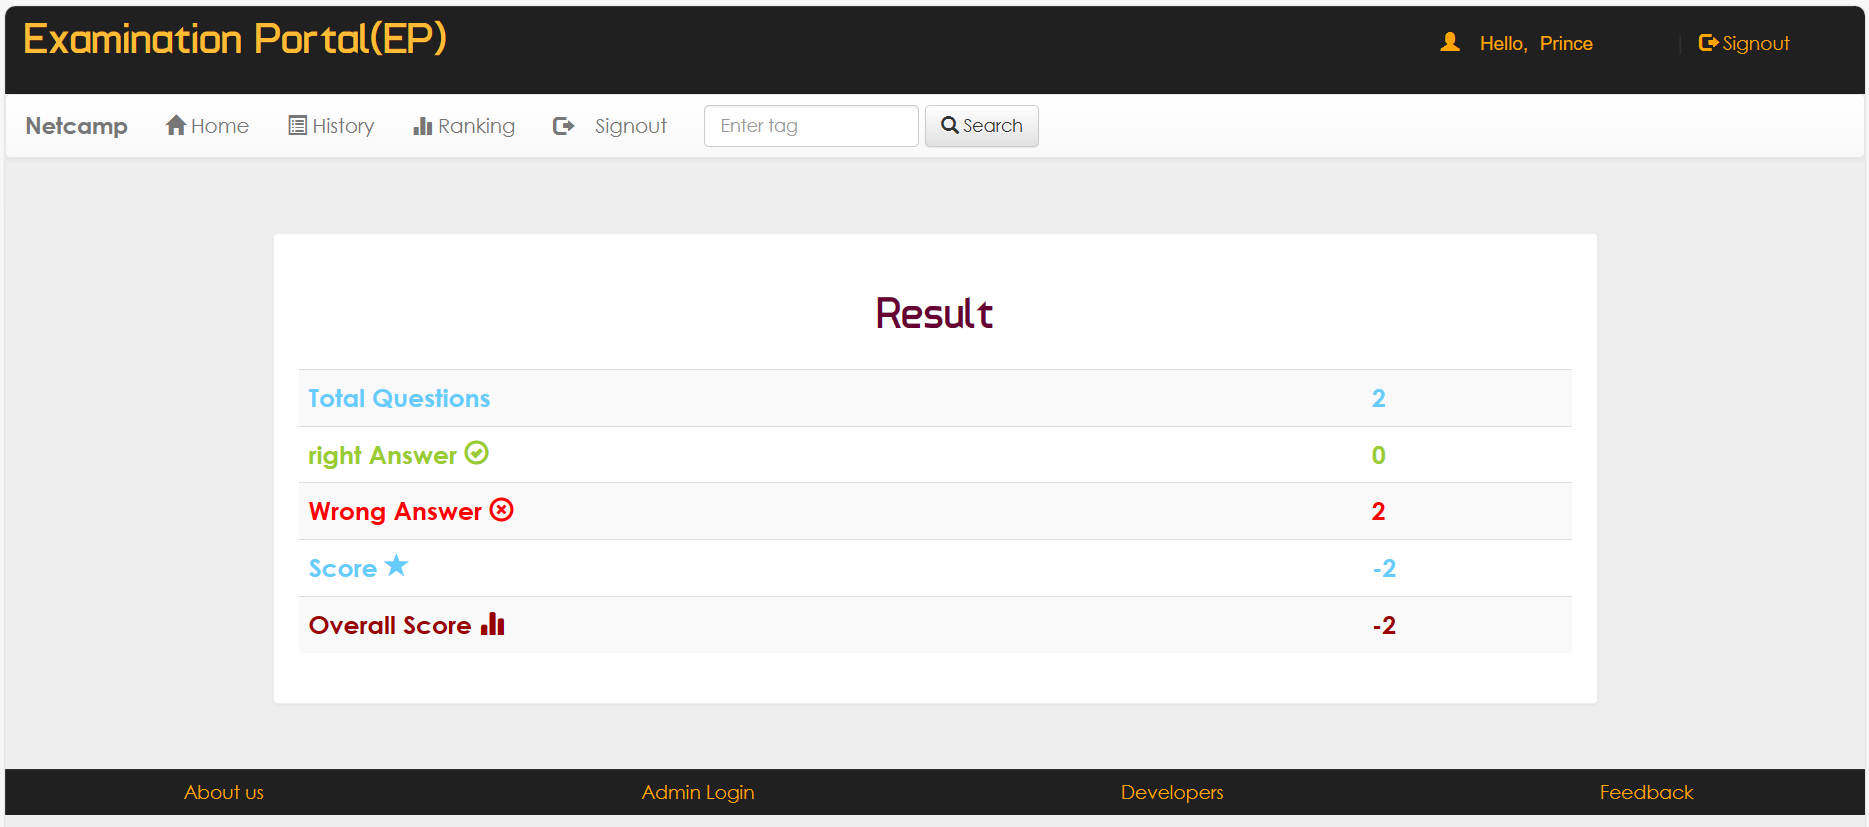 Examination Portal(EP)
Hello, Prince | Signout
Netcamp Home History Ranking Signout Enter tag Search
Result
Total Questions 2
right Answer 0
Wrong Answer 2
Score -2
Overall Score -2
About us Admin Login Developers Feedback